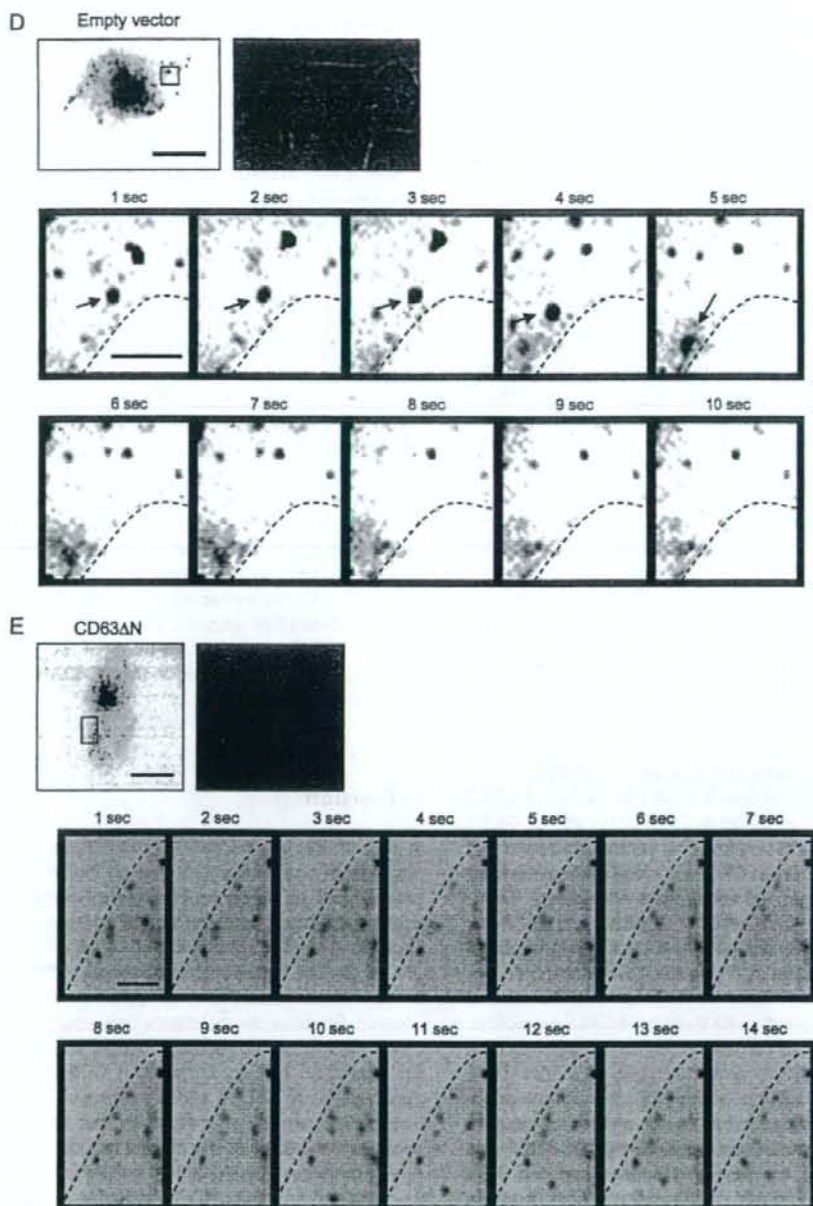 D
Empty vector
1 sec 2 sec 3 sec 4 sec 5 sec
6 sec 7 sec 8 sec 9 sec 10 sec
E
CD63ΔN
1 sec 2 sec 3 sec 4 sec 5 sec 6 sec 7 sec
8 sec 9 sec 10 sec 11 sec 12 sec 13 sec 14 sec